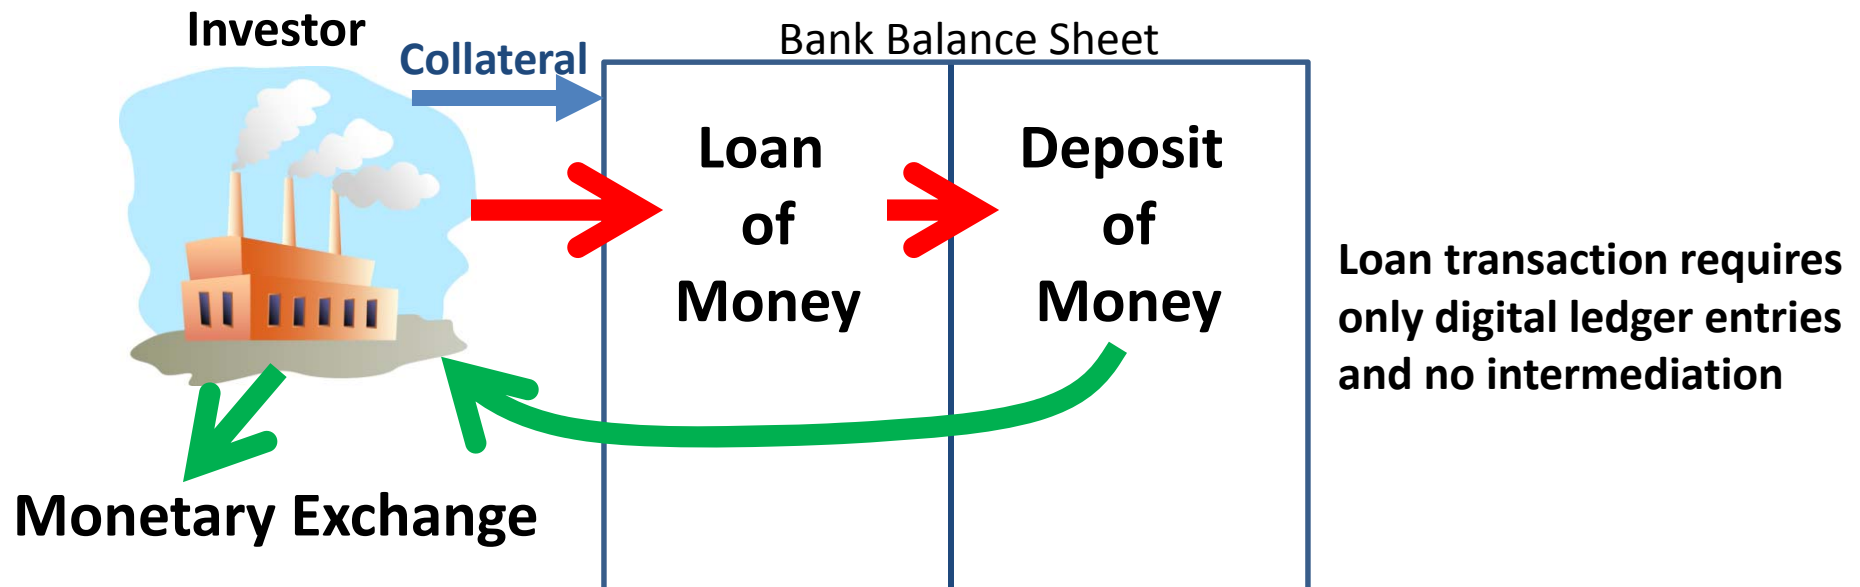 Investor
Collateral
Bank Balance Sheet
Loan
of
Money
Deposit
of
Money
Loan transaction requires
only digital ledger entries
and no intermediation
Monetary Exchange